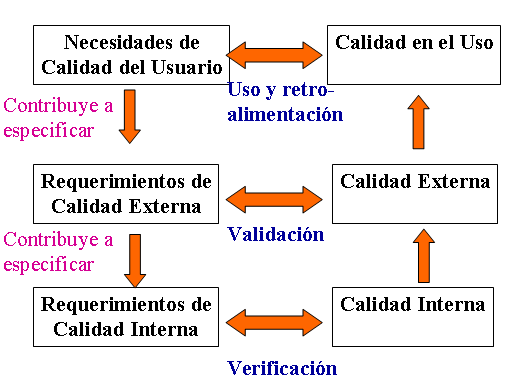 Necesidades de
Calidad del Usuario
Calidad en el Uso
Uso y retro-
alimentación
Contribuye a
especificar
Requerimientos de
Calidad Externa
Calidad Externa
Validación
Contribuye a
especificar
Requerimientos de
Calidad Interna
Calidad Interna
Verificación